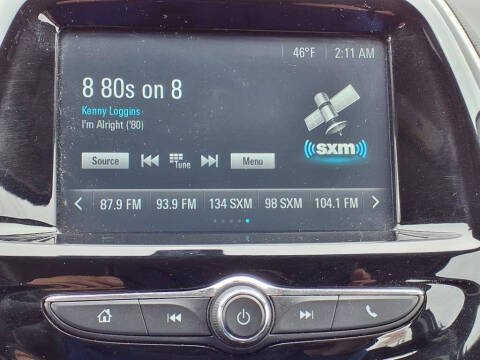 46°F 2:11 AM
8 80s on 8
Kenny Loggins
I'm Alright ('80)
Source Tune Menu
sxm
87.9 FM 93.9 FM 134 SXM 98 SXM 104.1 FM